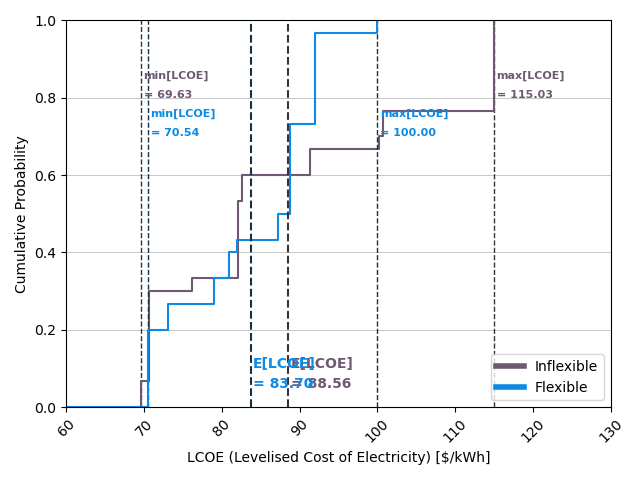 1.0
0.8
0.6
0.4
0.2
0.0
Cumulative Probability
min[LCOE]
= 69.63
min[LCOE]
= 70.54
max[LCOE]
= 100.00
max[LCOE]
= 115.03
E[LCOE]
= 83.70
E[LCOE]
= 88.56
Inflexible
Flexible
60
70
80
90
100
110
120
130
LCOE (Levelised Cost of Electricity) [$/kWh]